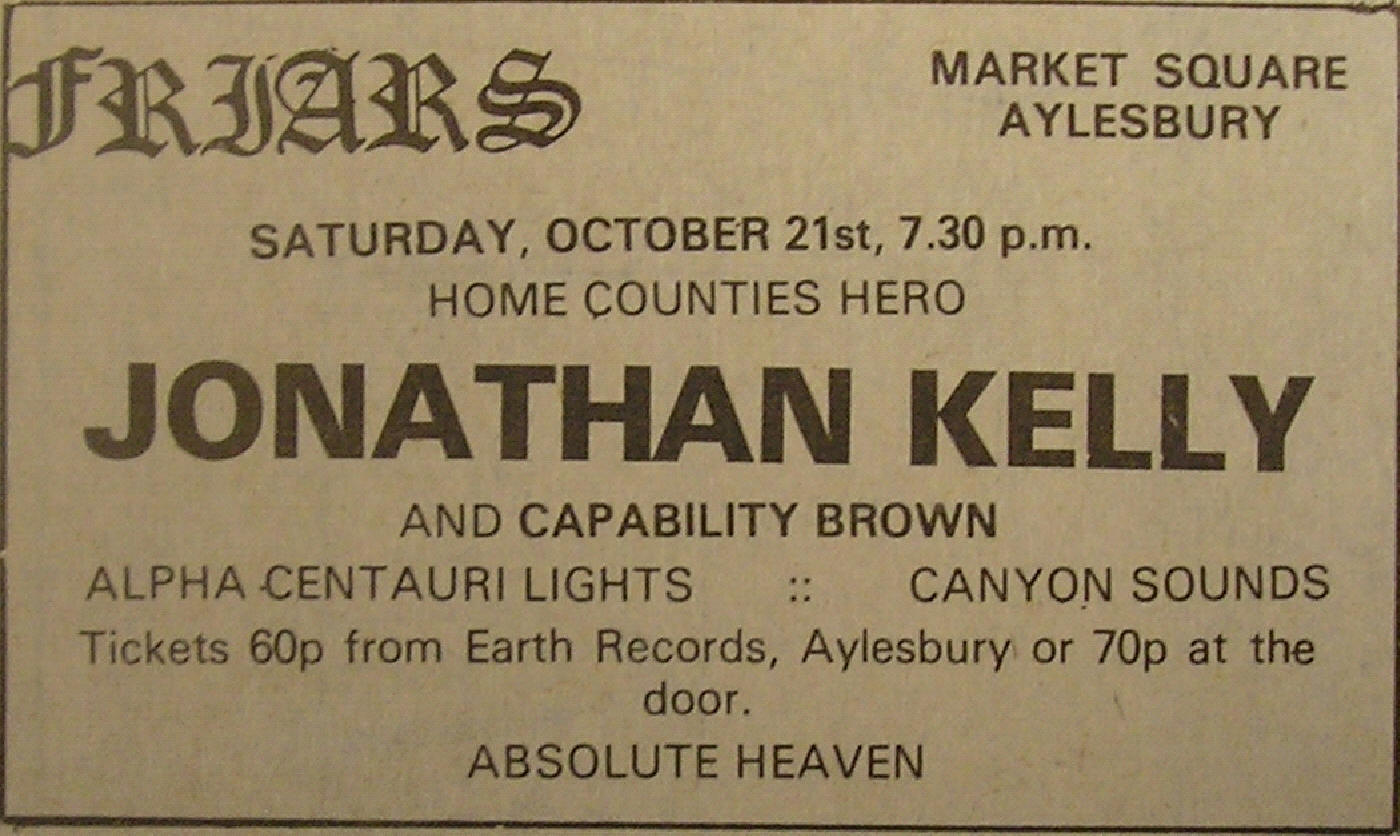 FRIARS
MARKET SQUARE
AYLESBURY
SATURDAY, OCTOBER 21st, 7.30 p.m.
HOME COUNTIES HERO
JONATHAN KELLY
AND CAPABILITY BROWN
ALPHA CENTAURI LIGHTS :: CANYON SOUNDS
Tickets 60p from Earth Records, Aylesbury or 70p at the
door.
ABSOLUTE HEAVEN